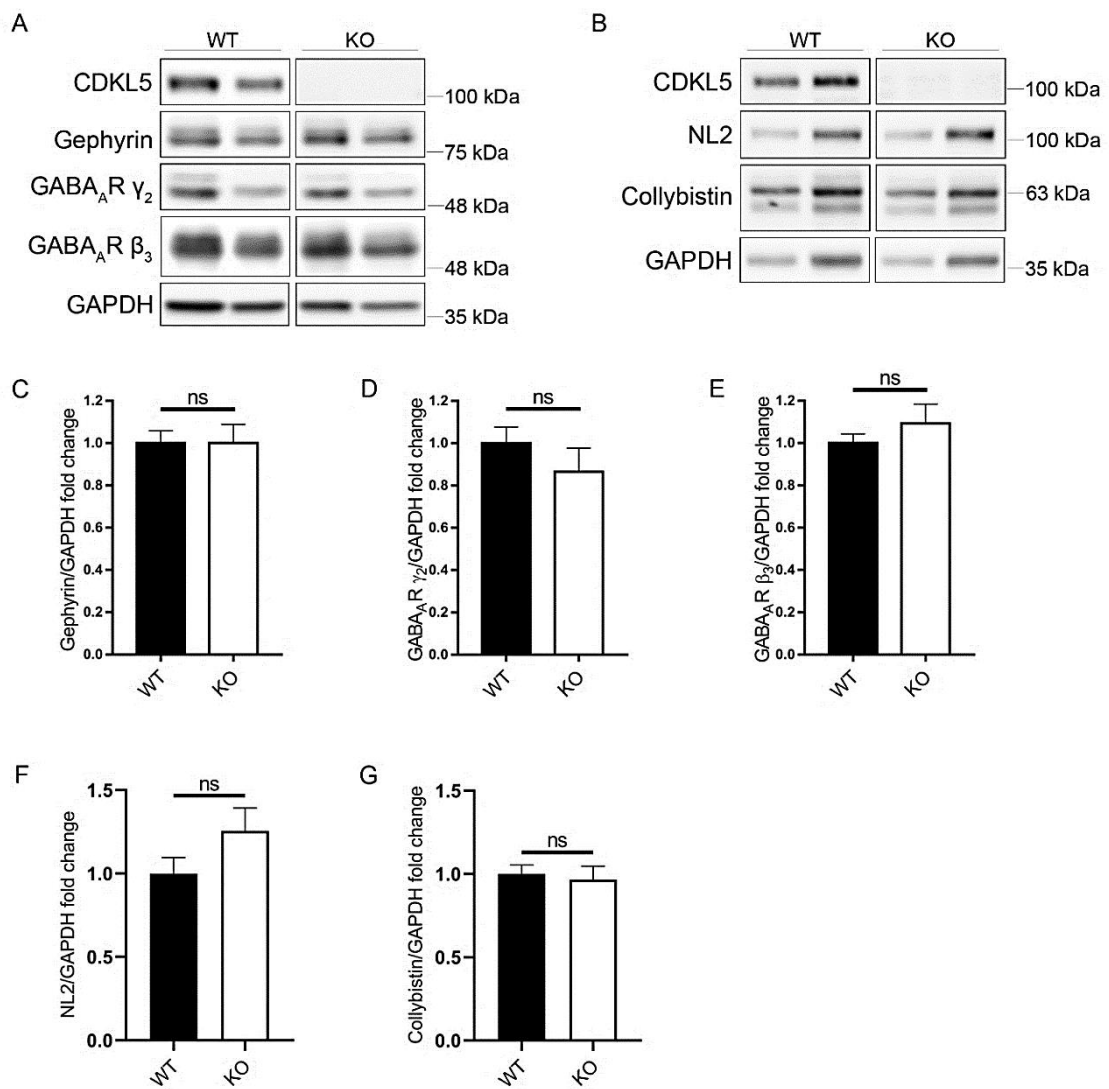 A
WT KO
CDKL5
100 kDa
Gephyrin
75 kDa
GABAAR γ2
48 kDa
GABAAR β3
48 kDa
GAPDH
35 kDa
B
WT KO
CDKL5
100 kDa
NL2
100 kDa
Collybistin
63 kDa
GAPDH
35 kDa
C
ns
Gephyrin/GAPDH fold change
1.2
1.0
0.8
0.6
0.4
0.2
0.0
WT KO
D
ns
GABAAR γ2/GAPDH fold change
1.2
1.0
0.8
0.6
0.4
0.2
0.0
WT KO
E
ns
GABAAR β3/GAPDH fold change
1.2
1.0
0.8
0.6
0.4
0.2
0.0
WT KO
F
ns
NL2/GAPDH fold change
1.5
1.0
0.5
0.0
WT KO
G
ns
Collybistin/GAPDH fold change
1.5
1.0
0.5
0.0
WT KO